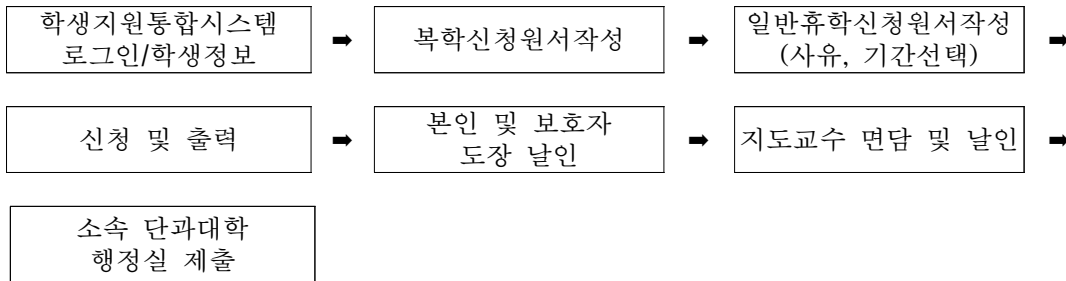 학생지원통합시스템
로그인/학생정보
➡
복학신청원서작성
➡
일반휴학신청원서작성
(사유, 기간선택)
➡
신청 및 출력
➡
본인 및 보호자
도장 날인
➡
지도교수 면담 및 날인
➡
소속 단과대학
행정실 제출